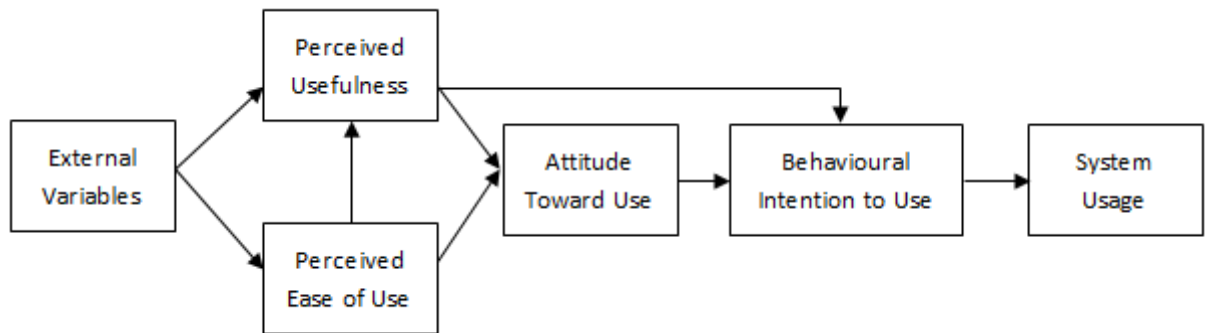 Perceived
Usefulness
External
Variables
Attitude
Toward Use
Behavioural
Intention to Use
System
Usage
Perceived
Ease of Use